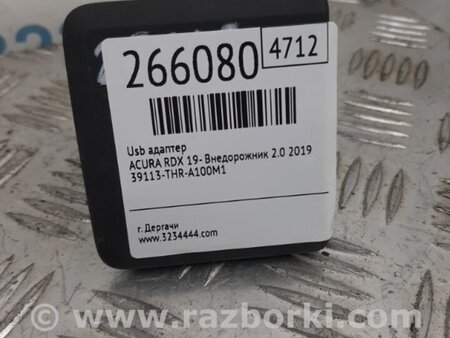 266080 4712
Usb адаптер
ACURA RDX 19- Внедорожник 2.0 2019
39113-THR-A100M1
г. Дергачи
www.3234444.com
www.razborki.com